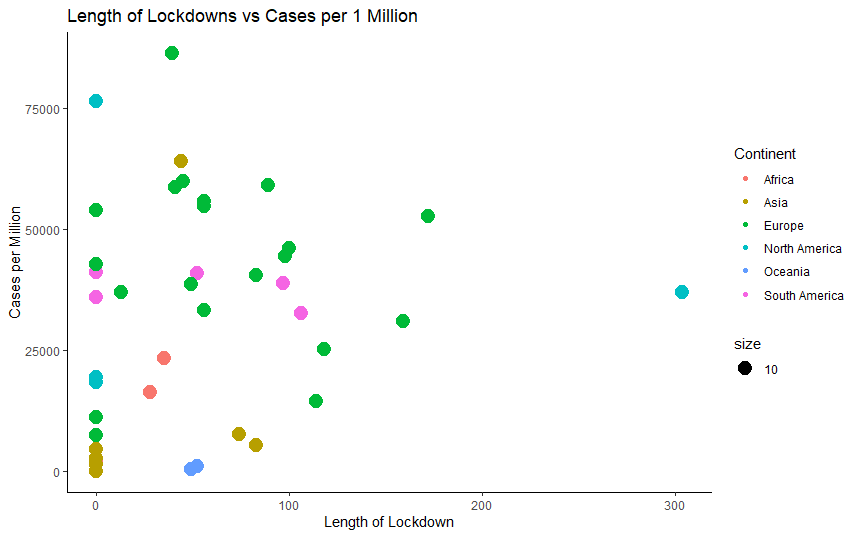 Length of Lockdowns vs Cases per 1 Million
Cases per Million
75000
50000
25000
0
0
100
200
300
Length of Lockdown
Continent
Africa
Asia
Europe
North America
Oceania
South America
size
10